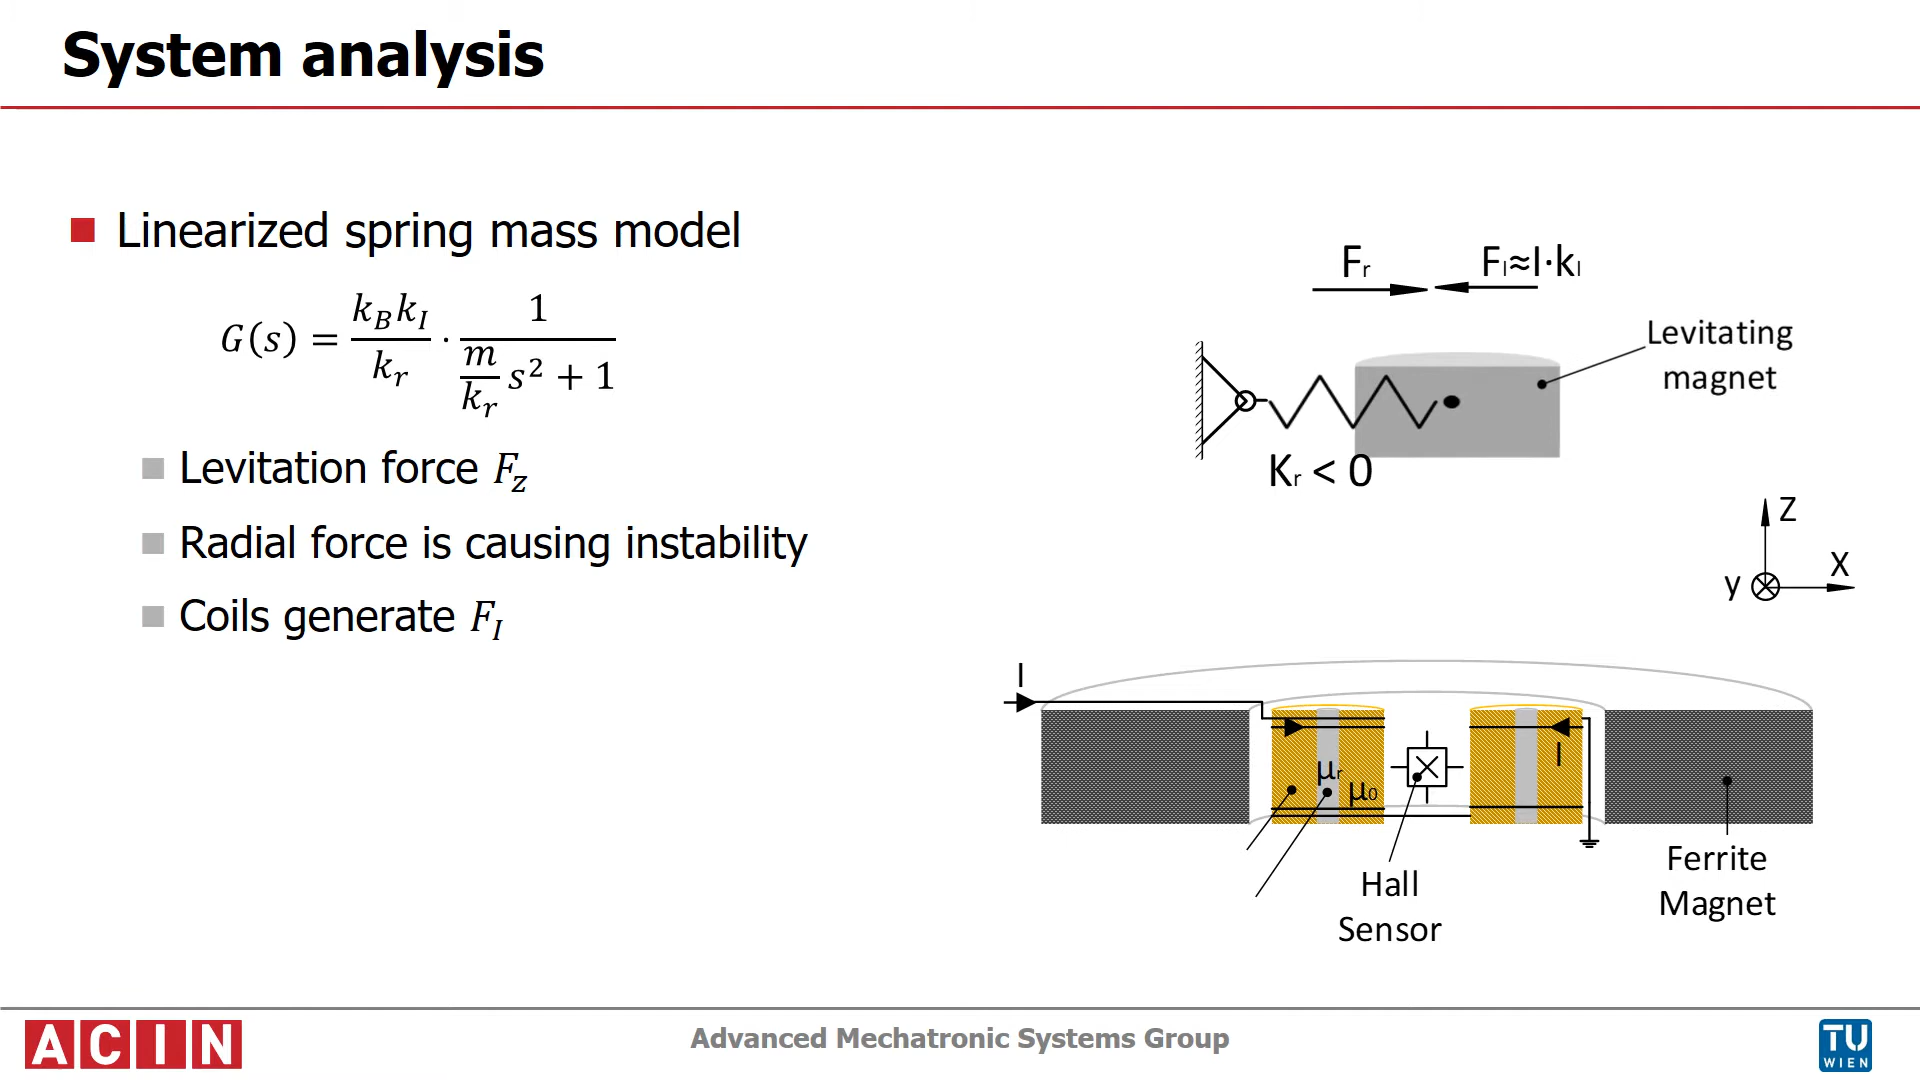 System analysis
Linearized spring mass model
G(s) = k_B k_I / k_r · 1 / (m/k_r s² + 1)
Levitation force F_z
Radial force is causing instability
Coils generate F_I
F_r
F_I≈I·k_I
Levitating
magnet
K_r < 0
Z
X
y
I
I
μ_r
μ_0
Hall
Sensor
Ferrite
Magnet
ACIN
Advanced Mechatronic Systems Group
TU
WIEN